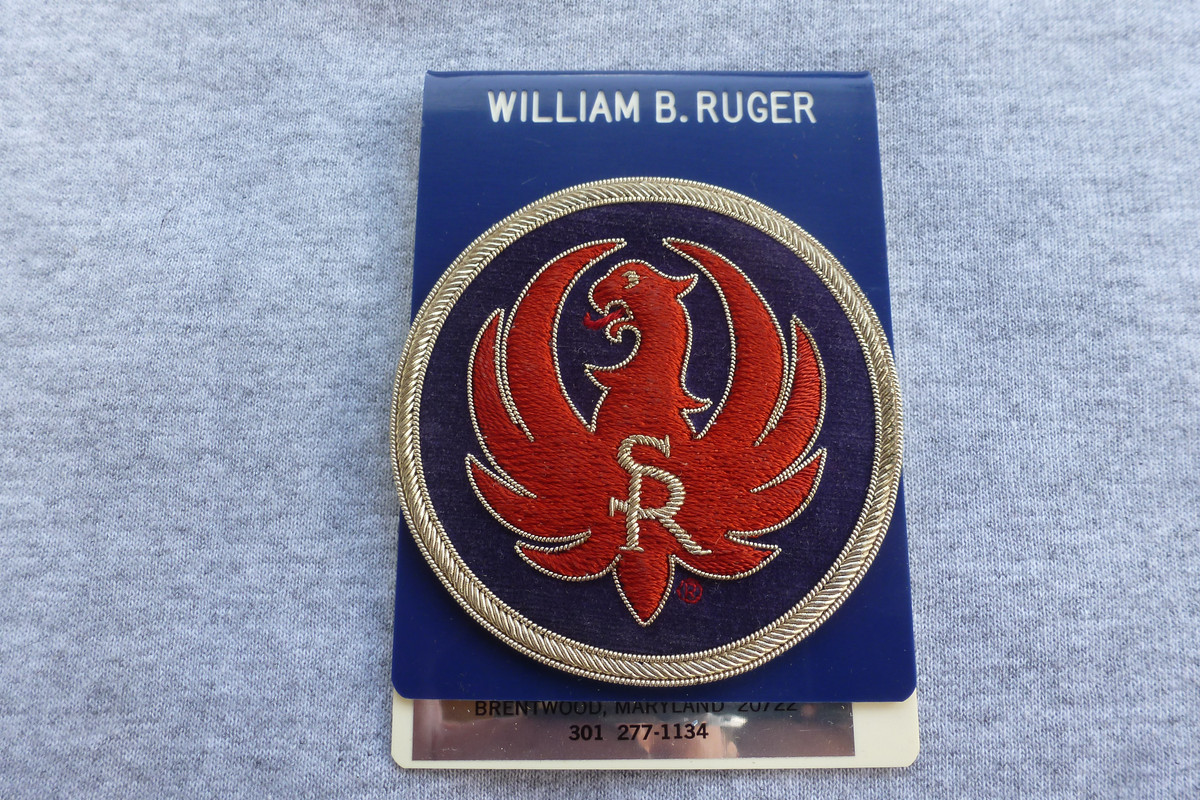 WILLIAM B. RUGER
SR
®
BRENTWOOD, MARYLAND 20722
301 277-1134